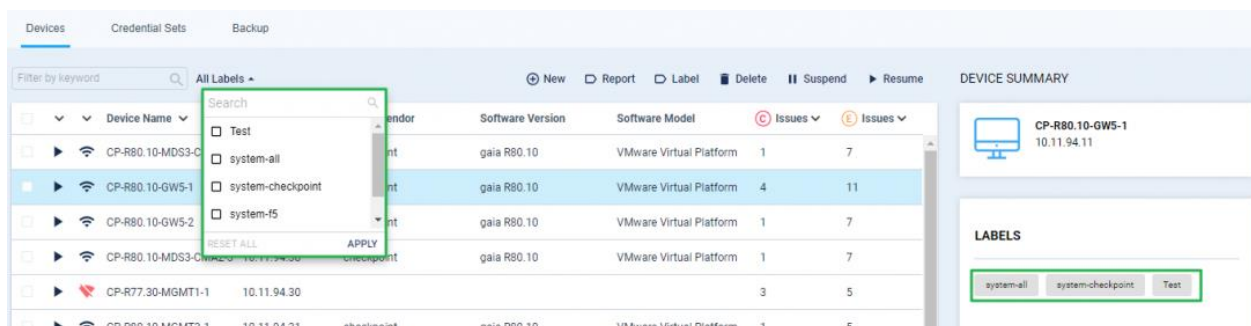 Devices Credential Sets Backup
Filter by keyword All Labels New Report Label Delete Suspend Resume DEVICE SUMMARY
Search
Device Name endor Software Version Software Model C Issues E Issues
Test
system-all
system-checkpoint
system-f5
RESET ALL APPLY
CP-R80.10-MDS3-C nt gaia R80.10 VMware Virtual Platform 1 7
CP-R80.10-GW5-1 nt gaia R80.10 VMware Virtual Platform 4 11
CP-R80.10-GW5-2 nt gaia R80.10 VMware Virtual Platform 1 7
gaia R80.10 VMware Virtual Platform 1 7
CP-R77.30-MGMT1-1 10.11.94.30 3 5
CP-R80.10-GW5-1
10.11.94.11
LABELS
system-all system-checkpoint Test